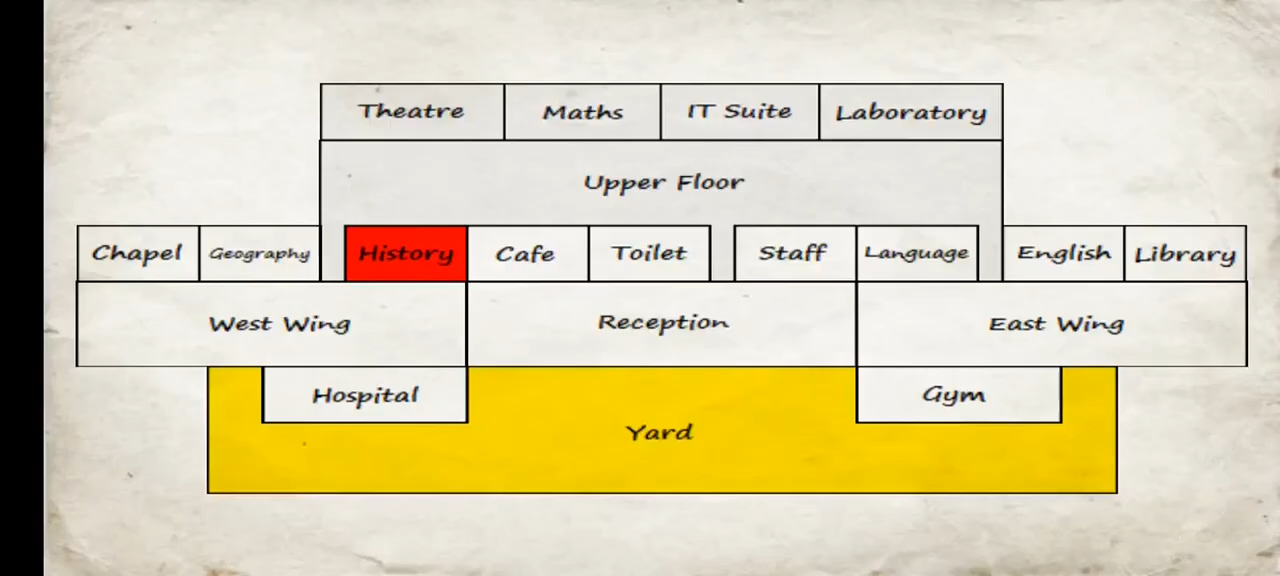 Theatre Maths IT Suite Laboratory
Upper Floor
Chapel Geography History Cafe Toilet Staff Language English Library
West Wing Reception East Wing
Hospital Gym
Yard